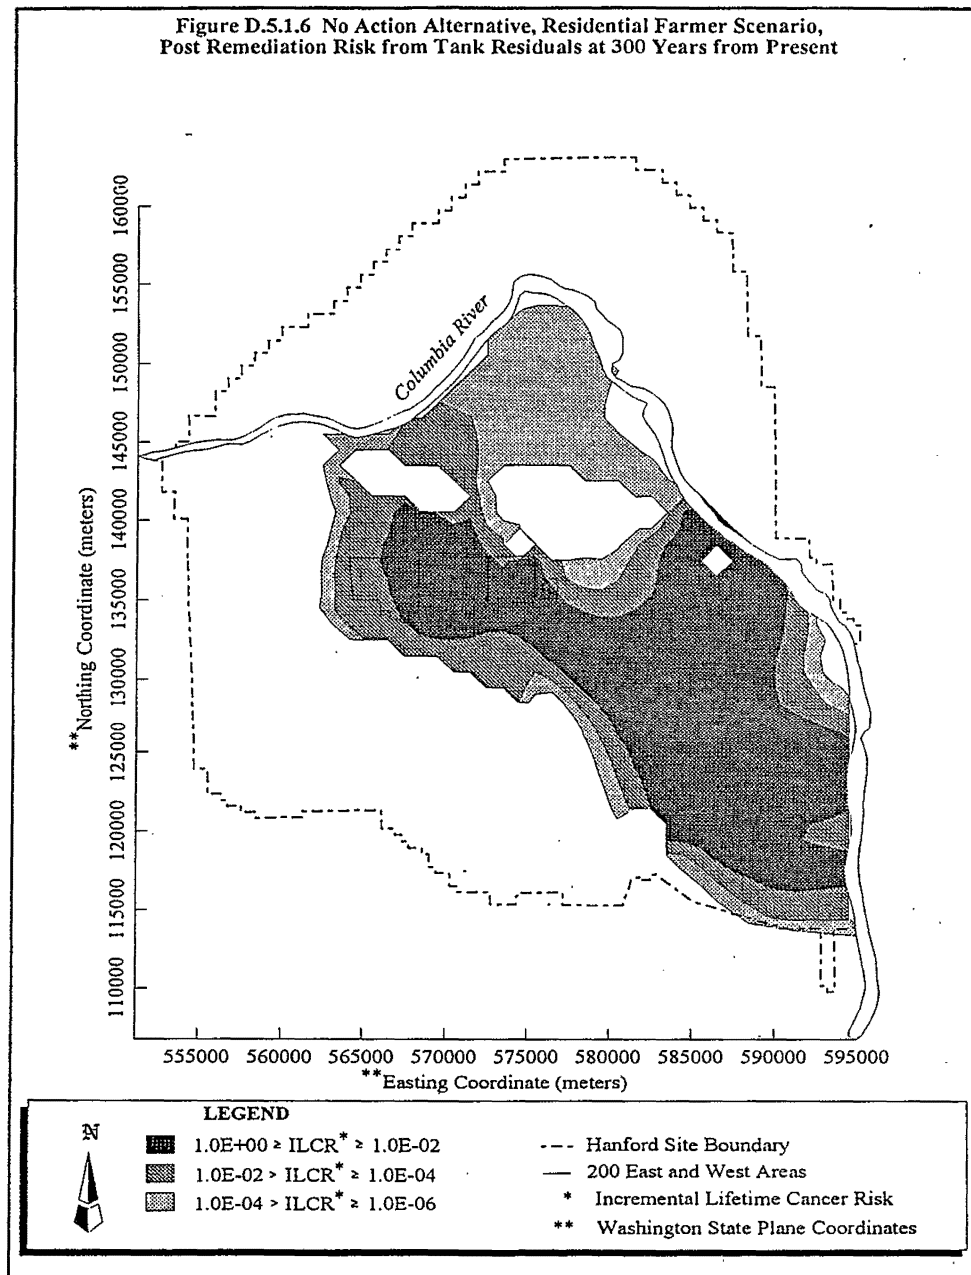 Figure D.5.1.6 No Action Alternative, Residential Farmer Scenario,
Post Remediation Risk from Tank Residuals at 300 Years from Present
160000
155000
150000
145000
140000
135000
130000
125000
120000
115000
110000
**Northing Coordinate (meters)
Columbia River
555000 560000 565000 570000 575000 580000 585000 590000 595000
**Easting Coordinate (meters)
LEGEND
N
1.0E+00 ≥ ILCR* ≥ 1.0E-02
1.0E-02 > ILCR* ≥ 1.0E-04
1.0E-04 > ILCR* ≥ 1.0E-06
Hanford Site Boundary
200 East and West Areas
* Incremental Lifetime Cancer Risk
** Washington State Plane Coordinates